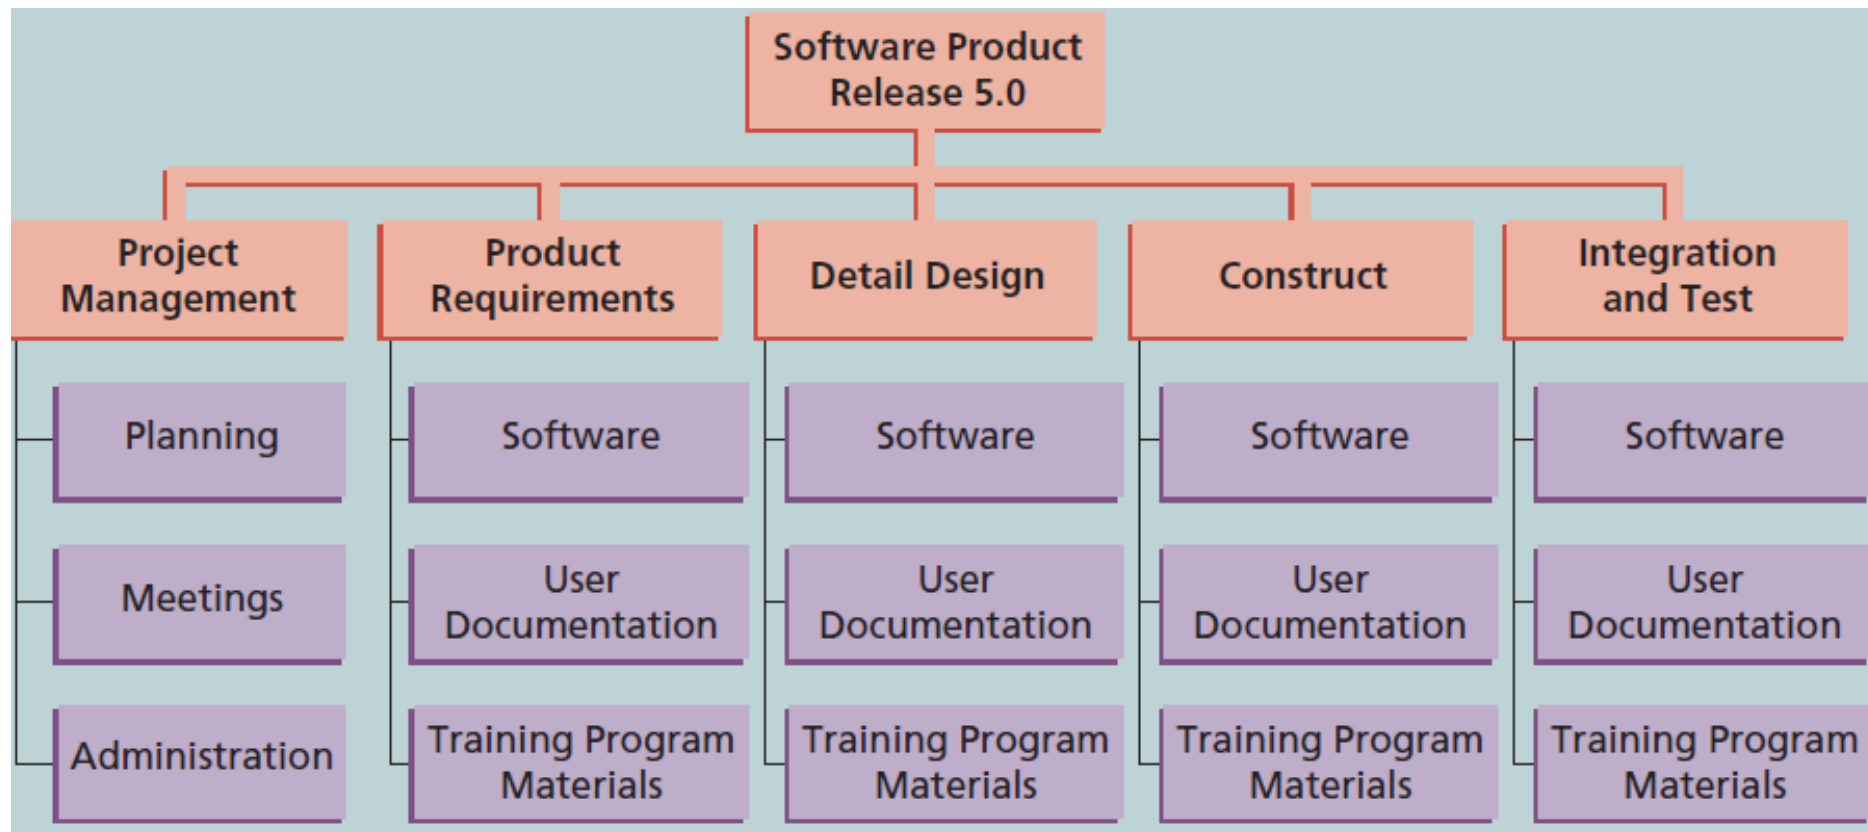 Software Product
Release 5.0
Project
Management
Product
Requirements
Detail Design
Construct
Integration
and Test
Planning
Software
Software
Software
Software
Meetings
User
Documentation
User
Documentation
User
Documentation
User
Documentation
Administration
Training Program
Materials
Training Program
Materials
Training Program
Materials
Training Program
Materials